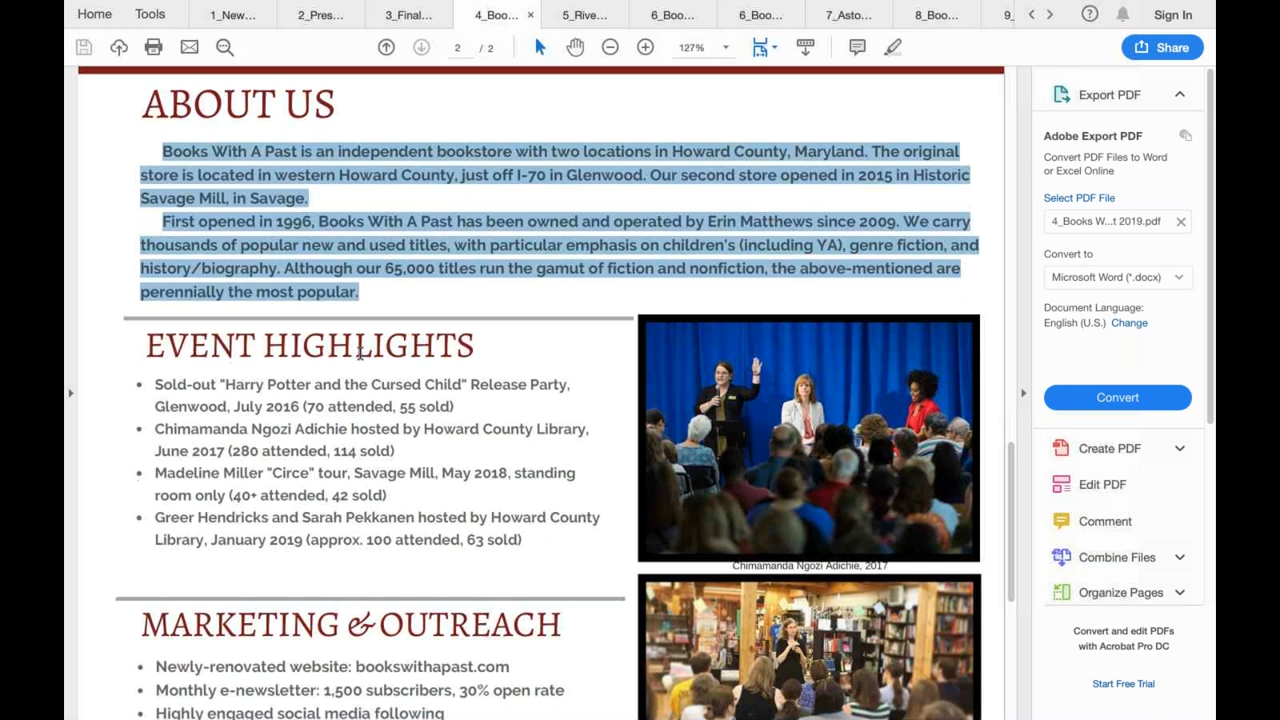 Home Tools 1_New... 2_Pres... 3_Final... 4_Boo... × 5_Rive... 6_Boo... 6_Boo... 7_Asto... 8_Boo... 9_ Sign In
2 / 2 127% Share
ABOUT US
Books With A Past is an independent bookstore with two locations in Howard County, Maryland. The original
store is located in western Howard County, just off I-70 in Glenwood. Our second store opened in 2015 in Historic
Savage Mill, in Savage.
First opened in 1996, Books With A Past has been owned and operated by Erin Matthews since 2009. We carry
thousands of popular new and used titles, with particular emphasis on children's (including YA), genre fiction, and
history/biography. Although our 65,000 titles run the gamut of fiction and nonfiction, the above-mentioned are
perennially the most popular.
EVENT HIGHLIGHTS
• Sold-out "Harry Potter and the Cursed Child" Release Party,
Glenwood, July 2016 (70 attended, 55 sold)
• Chimamanda Ngozi Adichie hosted by Howard County Library,
June 2017 (280 attended, 114 sold)
• Madeline Miller "Circe" tour, Savage Mill, May 2018, standing
room only (40+ attended, 42 sold)
• Greer Hendricks and Sarah Pekkanen hosted by Howard County
Library, January 2019 (approx. 100 attended, 63 sold)
Chimamanda Ngozi Adichie, 2017
MARKETING & OUTREACH
• Newly-renovated website: bookswithapast.com
• Monthly e-newsletter: 1,500 subscribers, 30% open rate
• Highly engaged social media following
Export PDF
Adobe Export PDF
Convert PDF Files to Word
or Excel Online
Select PDF File
4_Books W...t 2019.pdf
Convert to
Microsoft Word (*.docx)
Document Language:
English (U.S.) Change
Convert
Create PDF
Edit PDF
Comment
Combine Files
Organize Pages
Convert and edit PDFs
with Acrobat Pro DC
Start Free Trial